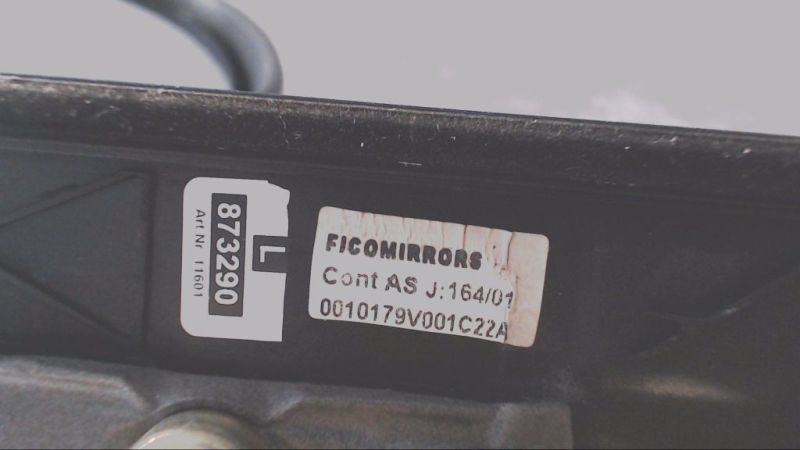 873290
Art Nr 11601
L
FICOMIRRORS
Cont AS J:164/01
0010179V001C22A